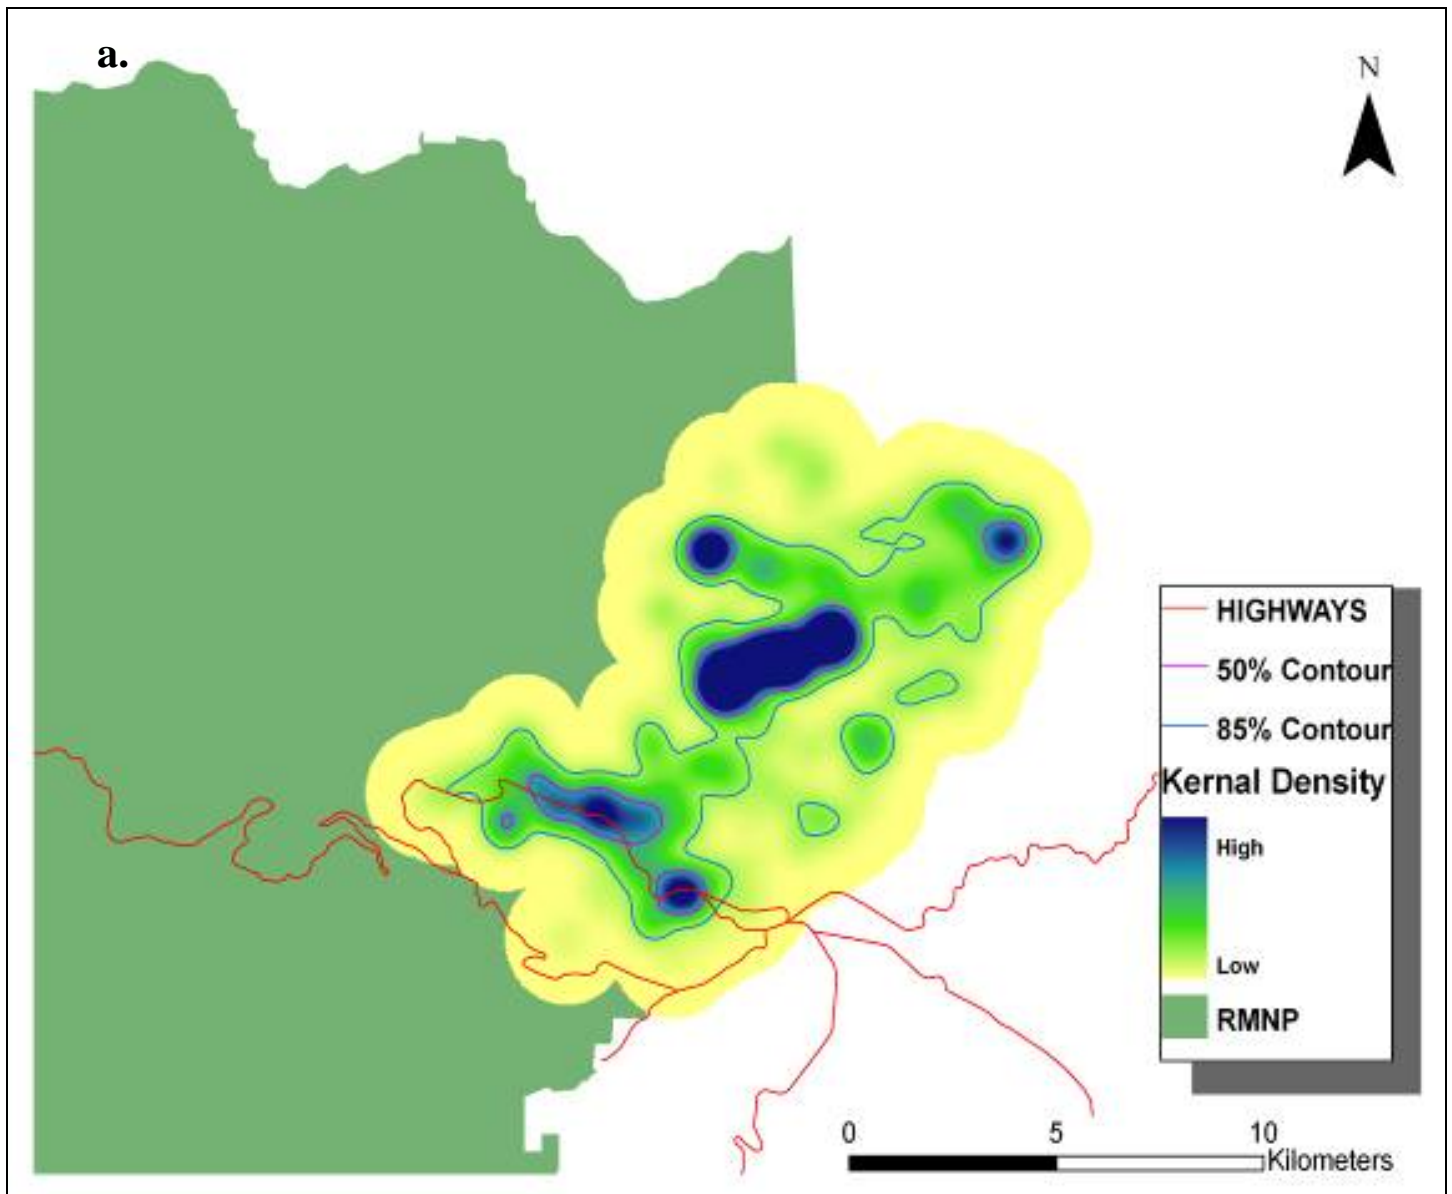 a.
N
HIGHWAYS
50% Contour
85% Contour
Kernal Density
High
Low
RMNP
0 5 10
Kilometers